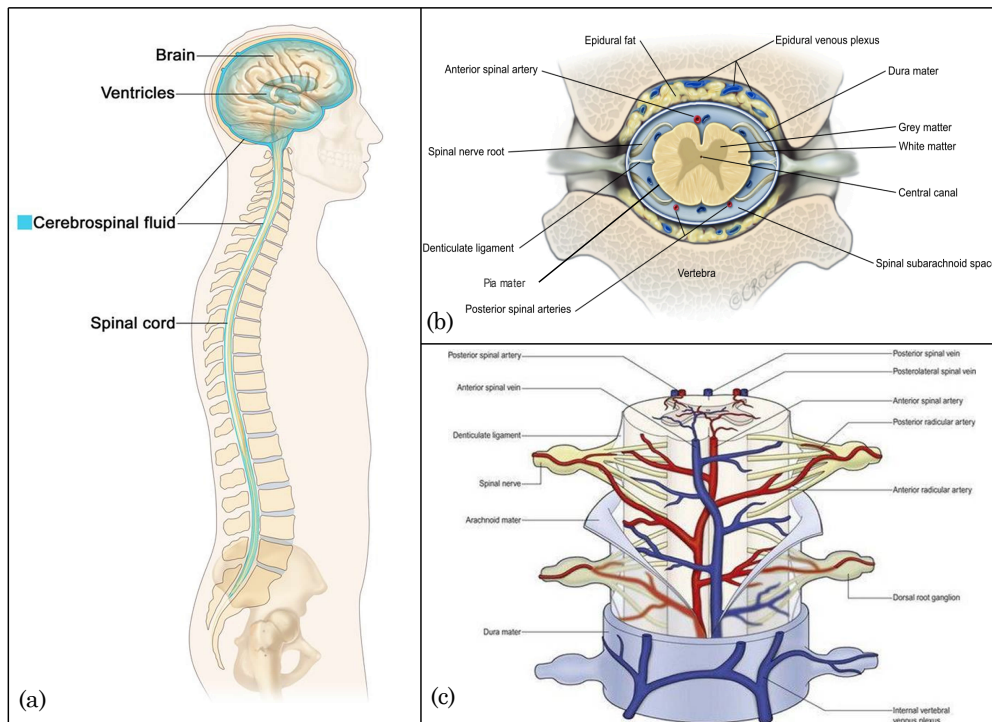 Brain
Ventricles
Cerebrospinal fluid
Spinal cord
(a)
Epidural fat
Epidural venous plexus
Anterior spinal artery
Dura mater
Grey matter
Spinal nerve root
White matter
Central canal
Denticulate ligament
Spinal subarachnoid space
Pia mater
Vertebra
Posterior spinal arteries
©CROCE
(b)
Posterior spinal artery
Posterior spinal vein
Anterior spinal vein
Posterolateral spinal vein
Anterior spinal artery
Denticulate ligament
Posterior radicular artery
Spinal nerve
Anterior radicular artery
Arachnoid mater
Dorsal root ganglion
Dura mater
(c)
Internal vertebral
venous plexus